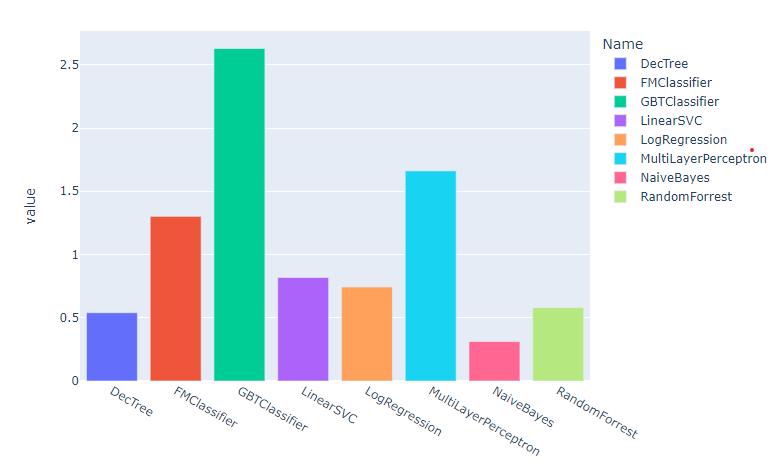 Name
DecTree
FMClassifier
GBTClassifier
LinearSVC
LogRegression
MultiLayerPerceptron
NaiveBayes
RandomForrest
value
2.5
2
1.5
1
0.5
0
DecTree
FMClassifier
GBTClassifier
LinearSVC
LogRegression
MultiLayerPerceptron
NaiveBayes
RandomForrest